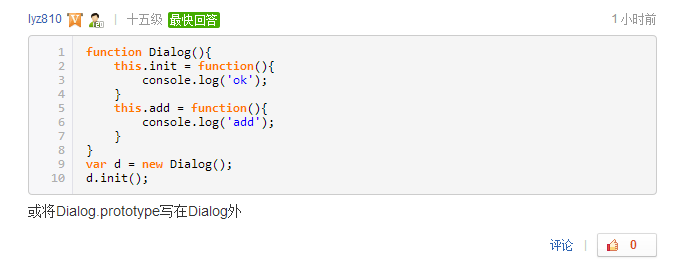 lyz810 | 十五级 最快回答 1小时前
1 function Dialog(){
2 this.init = function(){
3 console.log('ok');
4 }
5 this.add = function(){
6 console.log('add');
7 }
8 }
9 var d = new Dialog();
10 d.init();
或将Dialog.prototype写在Dialog外
评论 | 0